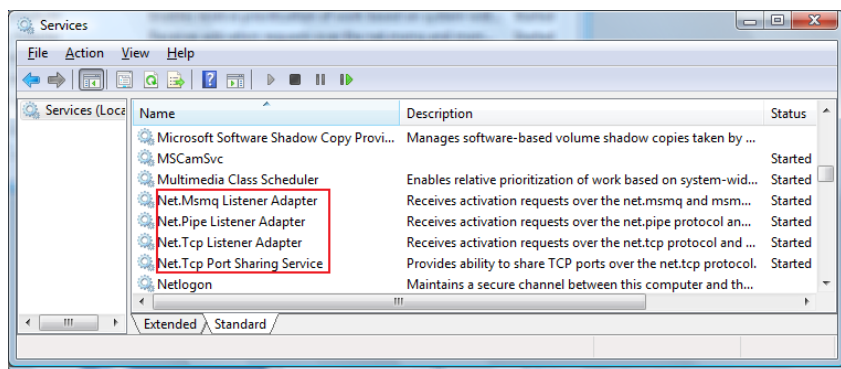 Services
File Action View Help
Services (Loca
Name Description Status
Microsoft Software Shadow Copy Provi... Manages software-based volume shadow copies taken by ...
MSCamSvc Started
Multimedia Class Scheduler Enables relative prioritization of work based on system-wid... Started
Net.Msmq Listener Adapter Receives activation requests over the net.msmq and msm... Started
Net.Pipe Listener Adapter Receives activation requests over the net.pipe protocol an... Started
Net.Tcp Listener Adapter Receives activation requests over the net.tcp protocol and ... Started
Net.Tcp Port Sharing Service Provides ability to share TCP ports over the net.tcp protocol. Started
Netlogon Maintains a secure channel between this computer and th...
Extended Standard